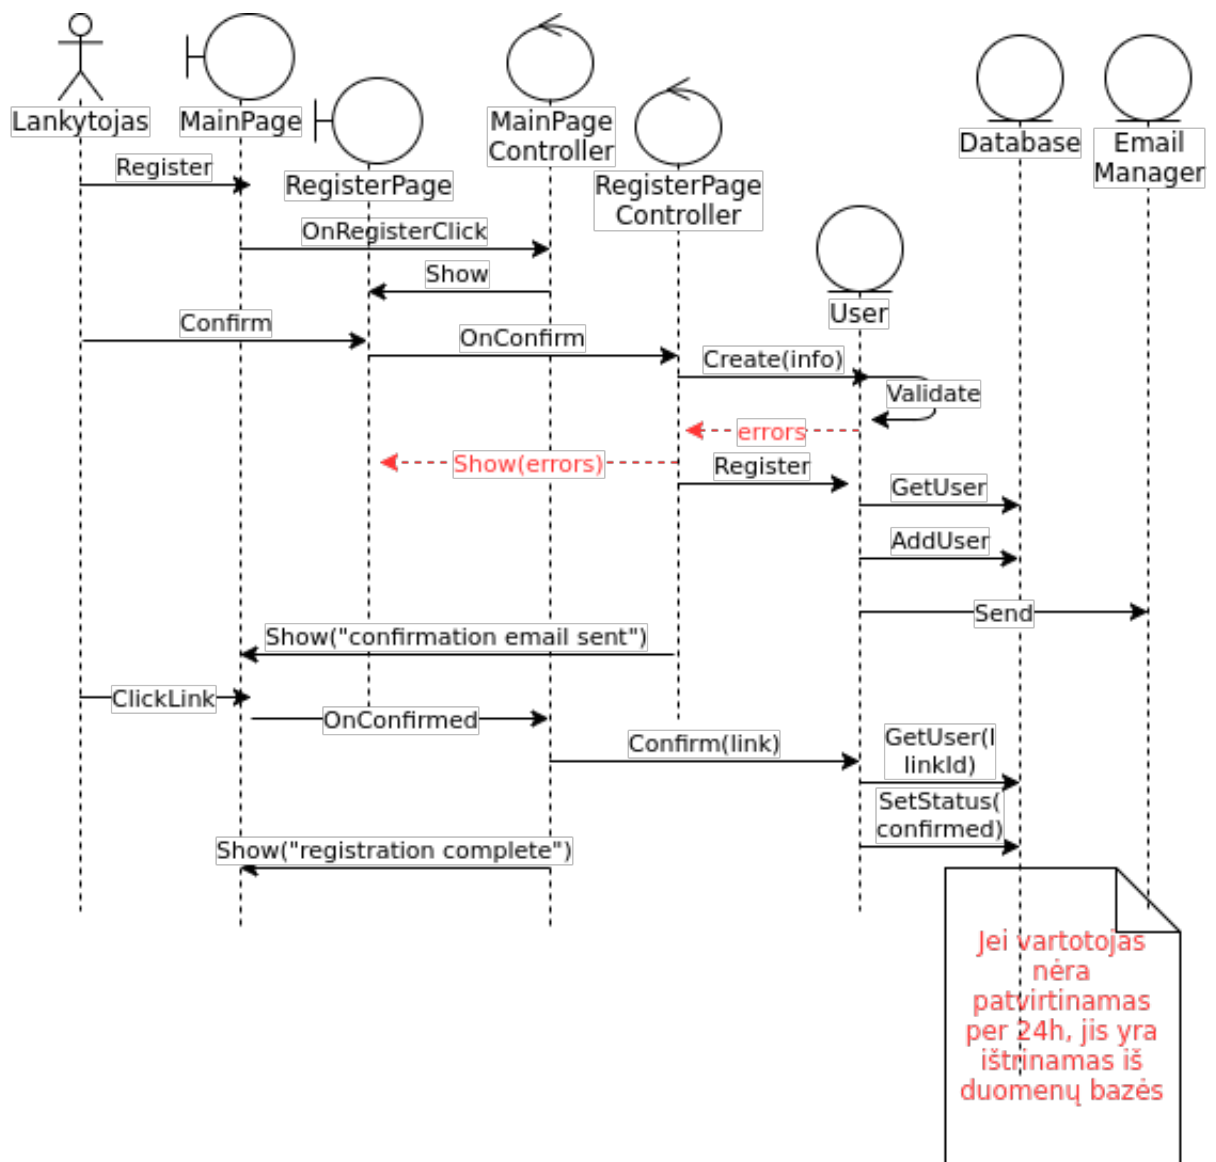 Lankytojas
MainPage
RegisterPage
MainPage
Controller
RegisterPage
Controller
User
Database
Email
Manager
Register
OnRegisterClick
Show
Confirm
OnConfirm
Create(info)
Validate
errors
Show(errors)
Register
GetUser
AddUser
Send
Show("confirmation email sent")
ClickLink
OnConfirmed
Confirm(link)
GetUser(l
linkId)
SetStatus(
confirmed)
Show("registration complete")
Jei vartotojas
nėra
patvirtinamas
per 24h, jis yra
ištrinamas iš
duomenų bazės